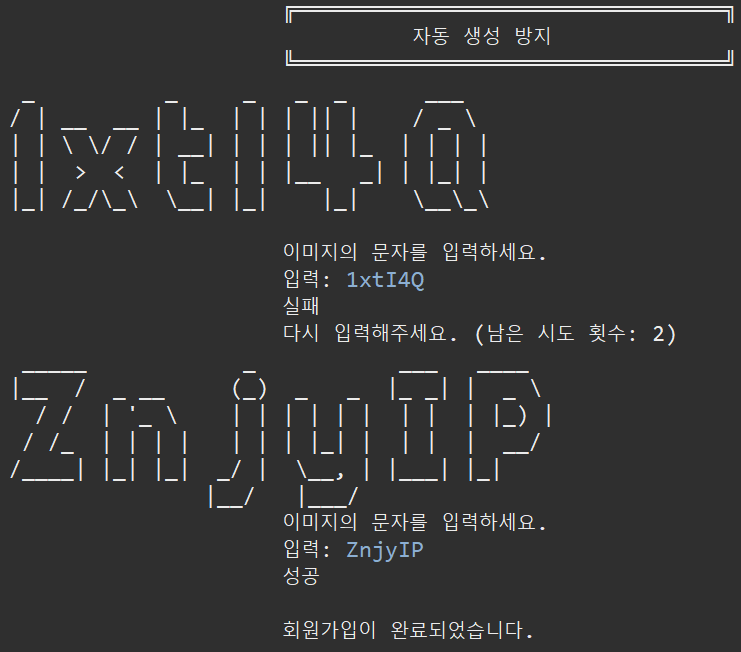 자동 생성 방지
1xtl4Q
이미지의 문자를 입력하세요.
입력: 1xtI4Q
실패
다시 입력해주세요. (남은 시도 횟수: 2)
ZnjyIP
이미지의 문자를 입력하세요.
입력: ZnjyIP
성공
회원가입이 완료되었습니다.